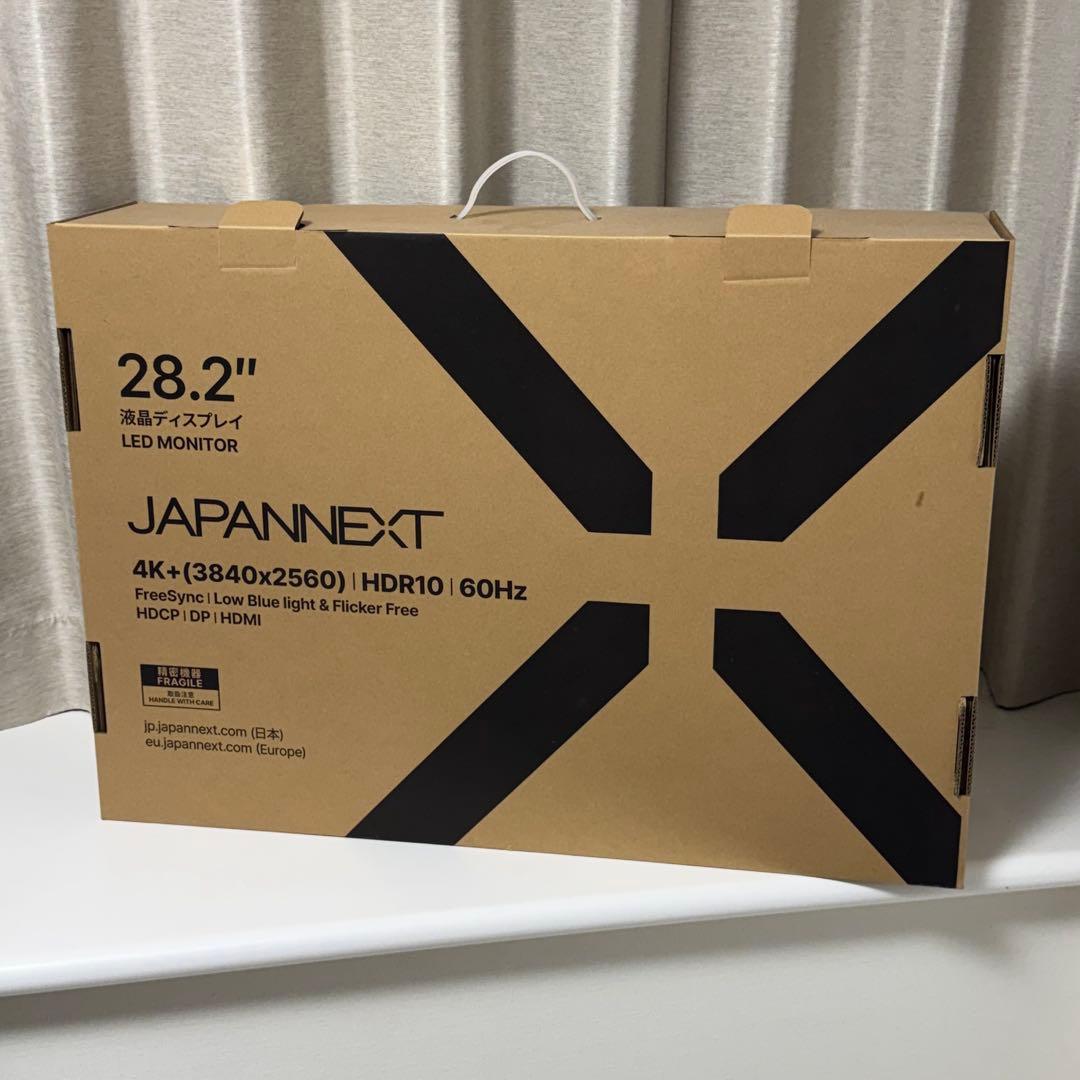 28.2"
液晶ディスプレイ
LED MONITOR
JAPANNEXT
4K+(3840x2560) | HDR10 | 60Hz
FreeSync | Low Blue light & Flicker Free
HDCP | DP | HDMI
精密機器
FRAGILE
取扱注意
HANDLE WITH CARE
jp.japannext.com (日本)
eu.japannext.com (Europe)